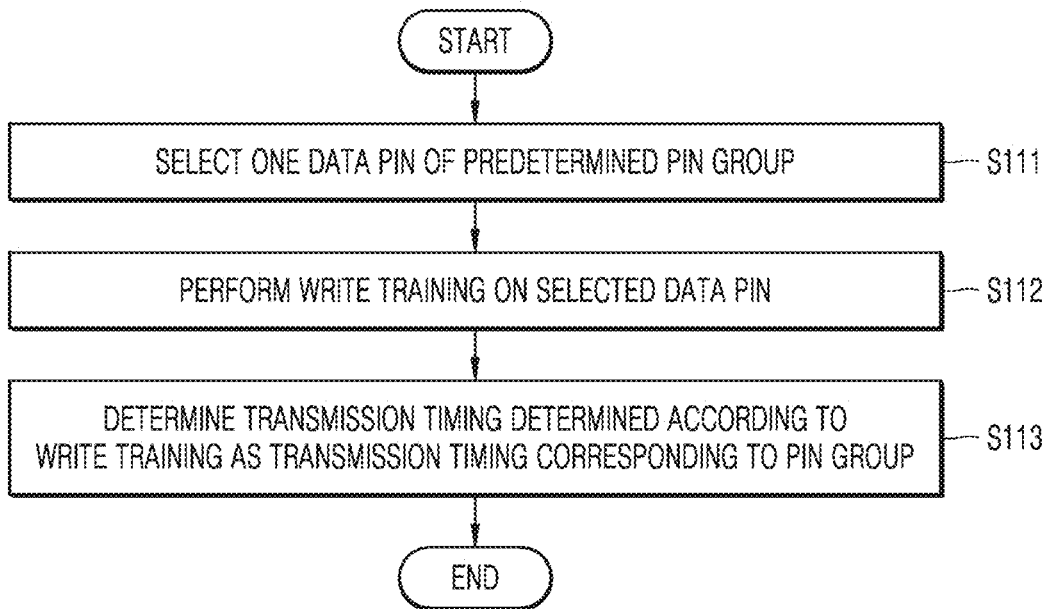 START
SELECT ONE DATA PIN OF PREDETERMINED PIN GROUP
S111
PERFORM WRITE TRAINING ON SELECTED DATA PIN
S112
DETERMINE TRANSMISSION TIMING DETERMINED ACCORDING TO
WRITE TRAINING AS TRANSMISSION TIMING CORRESPONDING TO PIN GROUP
S113
END